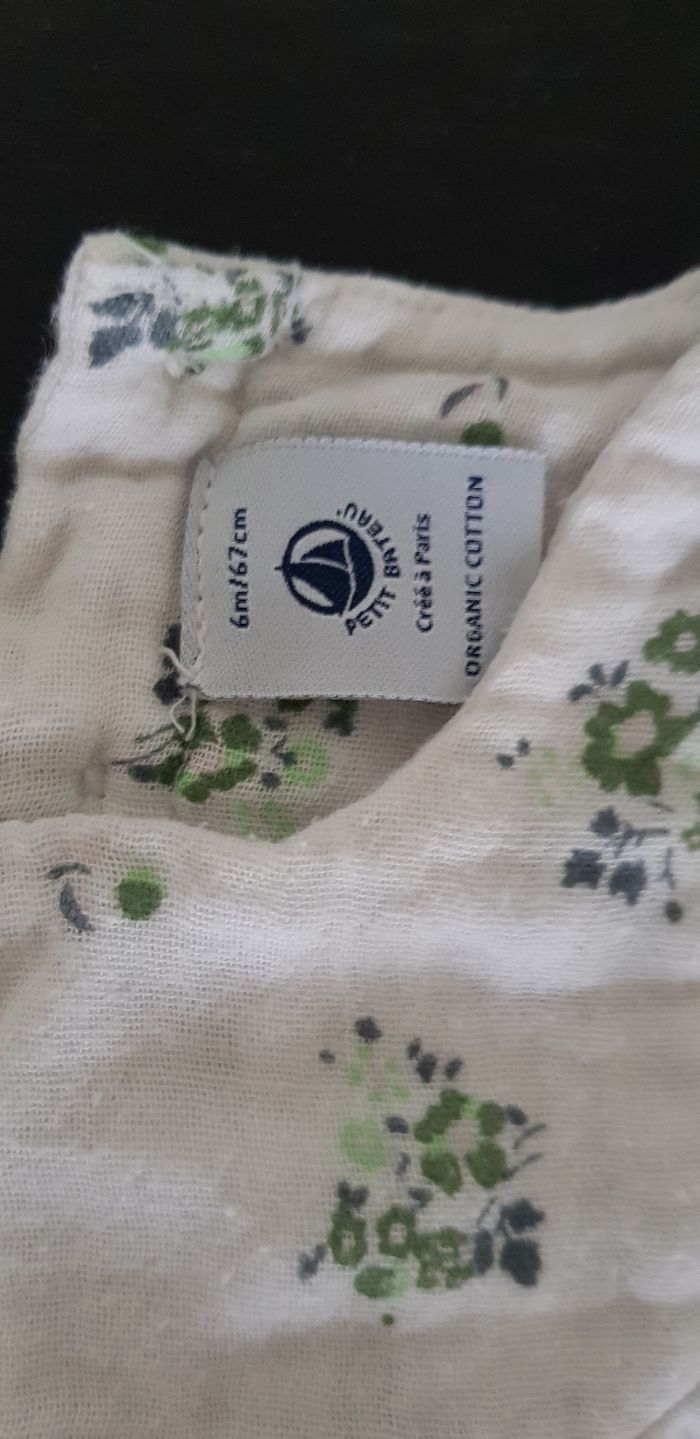 6m/67cm
PETIT BATEAU
Créé à Paris
ORGANIC COTTON